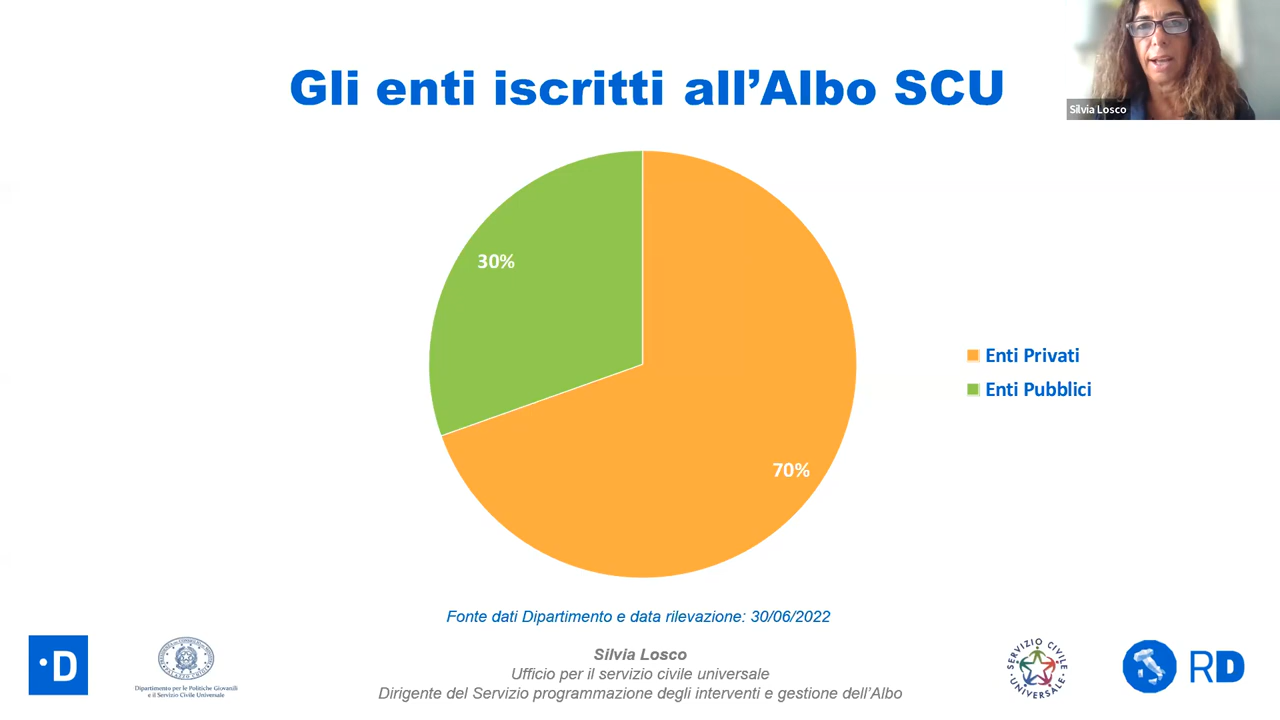 Gli enti iscritti all'Albo SCU
Silvia Losco
30%
70%
Enti Privati
Enti Pubblici
Fonte dati Dipartimento e data rilevazione: 30/06/2022
Silvia Losco
Ufficio per il servizio civile universale
Dirigente del Servizio programmazione degli interventi e gestione dell'Albo
·D
Dipartimento per le Politiche Giovanili
e il Servizio Civile Universale
SERVIZIO CIVILE
UNIVERSALE
RD